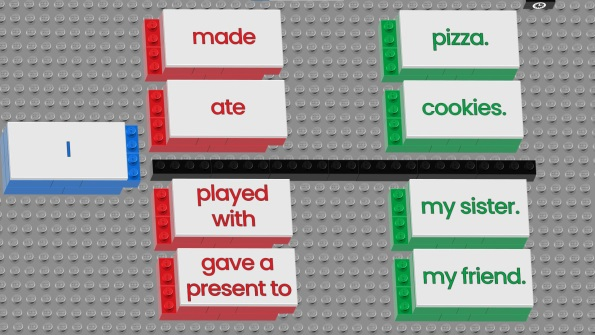 made
pizza.
ate
cookies.
I
played
with
my sister.
gave a
present to
my friend.